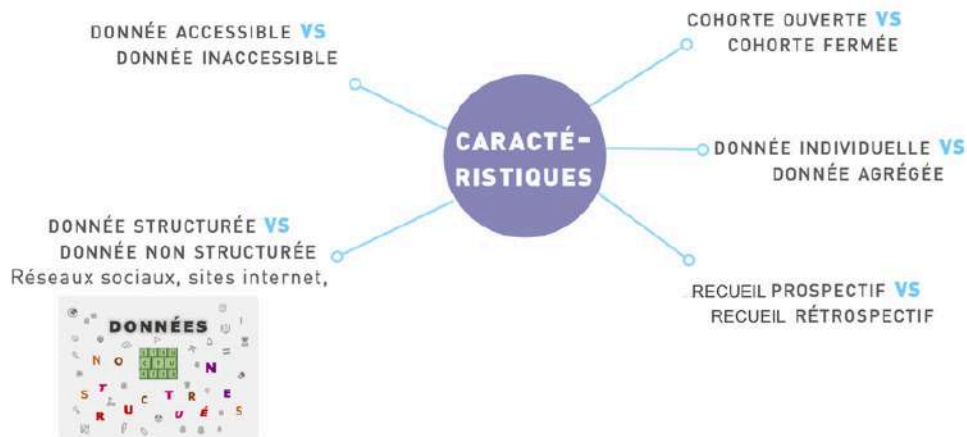 DONNÉE ACCESSIBLE VS
DONNÉE INACCESSIBLE
COHORTE OUVERTE VS
COHORTE FERMÉE
CARACTÉ-
RISTIQUES
DONNÉE INDIVIDUELLE VS
DONNÉE AGRÉGÉE
DONNÉE STRUCTURÉE VS
DONNÉE NON STRUCTURÉE
Réseaux sociaux, sites internet,
RECUEIL PROSPECTIF VS
RECUEIL RÉTROSPECTIF
DONNÉES
N O N
S T R U C T U R É E S